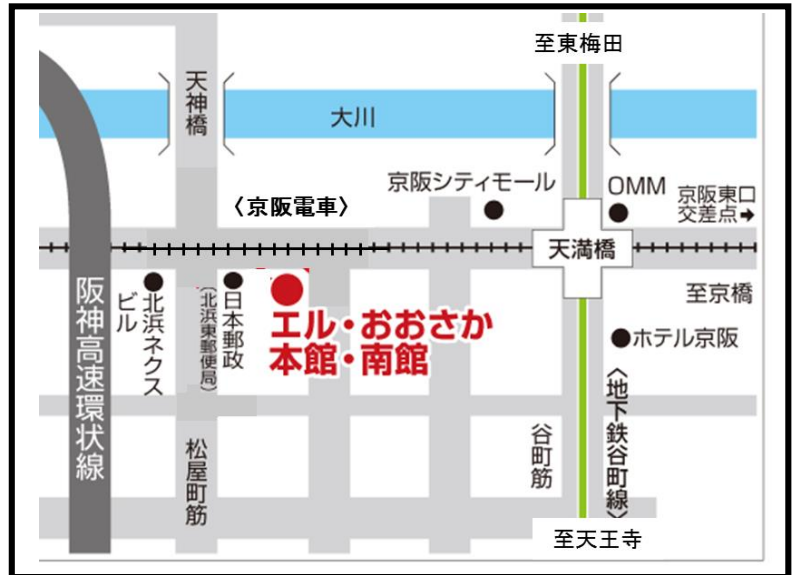 至東梅田
天神橋
大川
京阪シティモール
OMM
京阪東口
交差点➡
〈京阪電車〉
天満橋
至京橋
阪神高速環状線
北浜ネクス
ビル
日本郵政
(北浜東郵便局)
エル・おおさか
本館・南館
ホテル京阪
〈地下鉄谷町線〉
谷町筋
松屋町筋
至天王寺